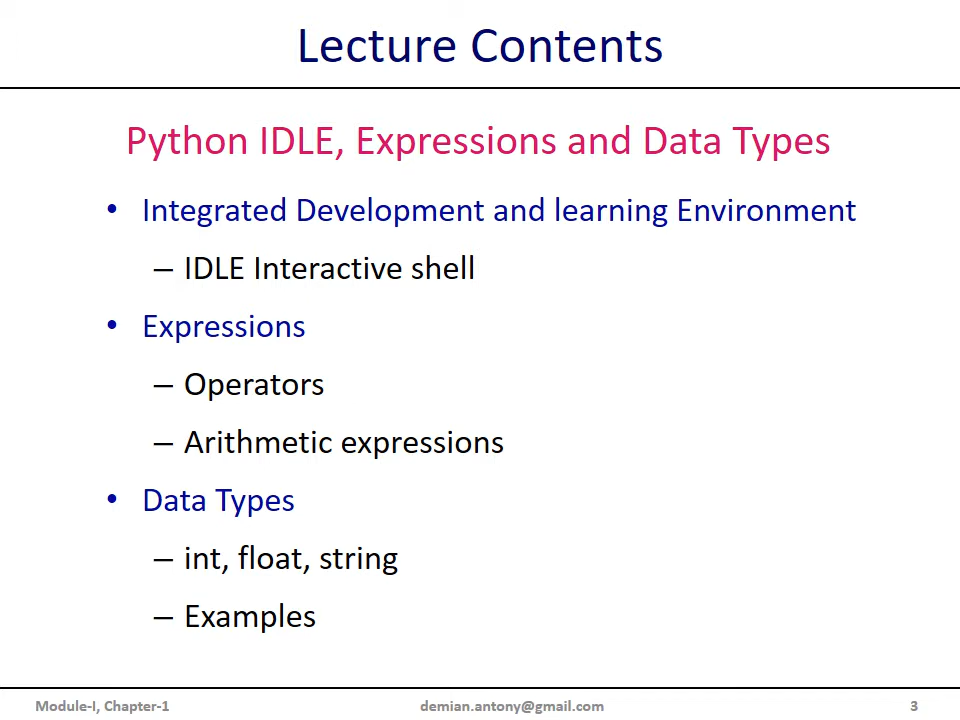 Lecture Contents
Python IDLE, Expressions and Data Types
• Integrated Development and learning Environment
– IDLE Interactive shell
• Expressions
– Operators
– Arithmetic expressions
• Data Types
– int, float, string
– Examples
Module-I, Chapter-1 demian.antony@gmail.com 3